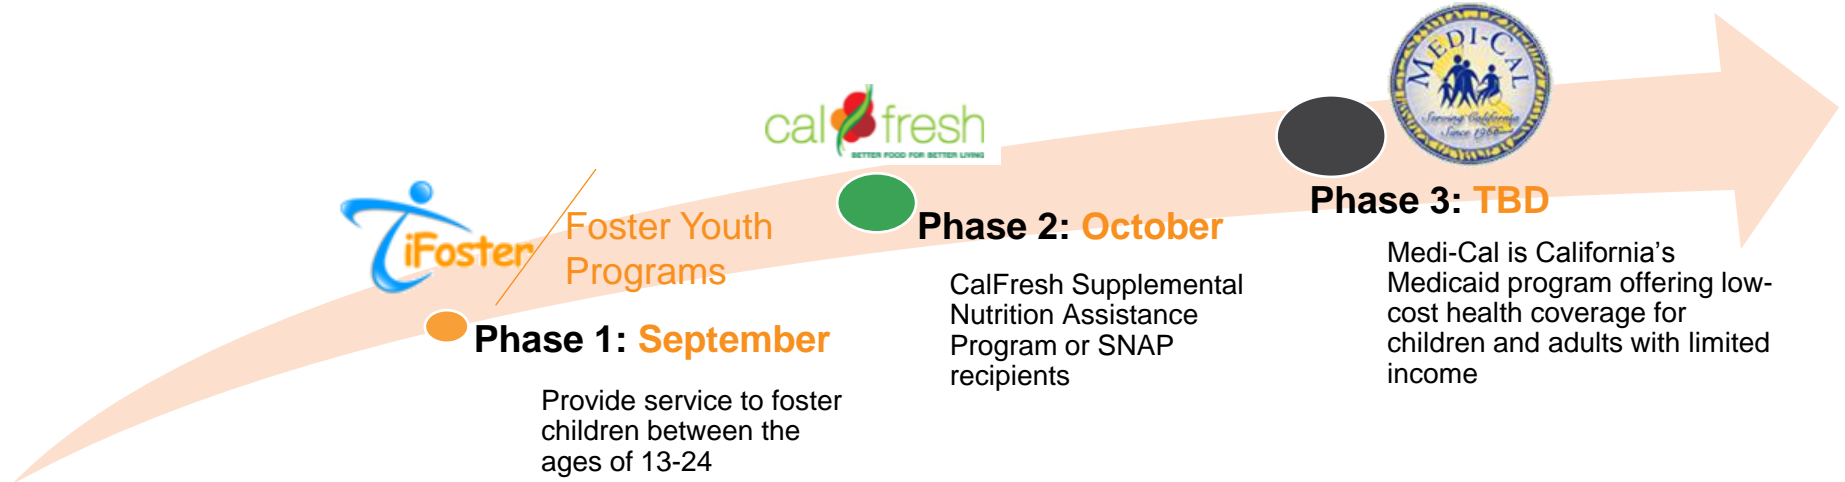 iFoster
Foster Youth
Programs
Phase 1: September
Provide service to foster
children between the
ages of 13-24
cal fresh
BETTER FOOD FOR BETTER LIVING
Phase 2: October
CalFresh Supplemental
Nutrition Assistance
Program or SNAP
recipients
MEDI-CAL
Serving California
Since 1966
Phase 3: TBD
Medi-Cal is California’s
Medicaid program offering low-
cost health coverage for
children and adults with limited
income